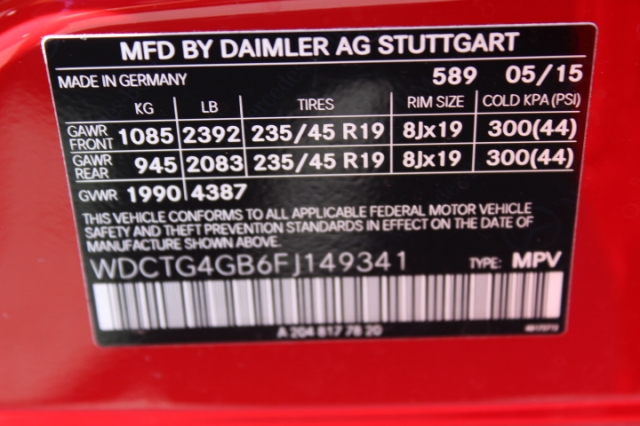 MFD BY DAIMLER AG STUTTGART
MADE IN GERMANY 589 05/15
KG LB TIRES RIM SIZE COLD KPA(PSI)
GAWR FRONT 1085 2392 235/45 R19 8Jx19 300(44)
GAWR REAR 945 2083 235/45 R19 8Jx19 300(44)
GVWR 1990 4387
THIS VEHICLE CONFORMS TO ALL APPLICABLE FEDERAL MOTOR VEHICLE
SAFETY AND THEFT PREVENTION STANDARDS IN EFFECT ON THE DATE OF
MANUFACTURE SHOWN ABOVE.
WDCTG4GB6FJ149341 TYPE: MPV
A 204 817 78 20